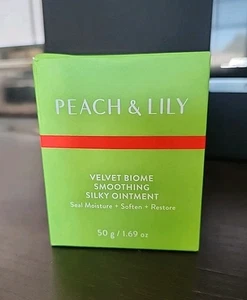 PEACH & LILY
VELVET BIOME
SMOOTHING
SILKY OINTMENT
Seal Moisture + Soften + Restore
50 g / 1.69 oz